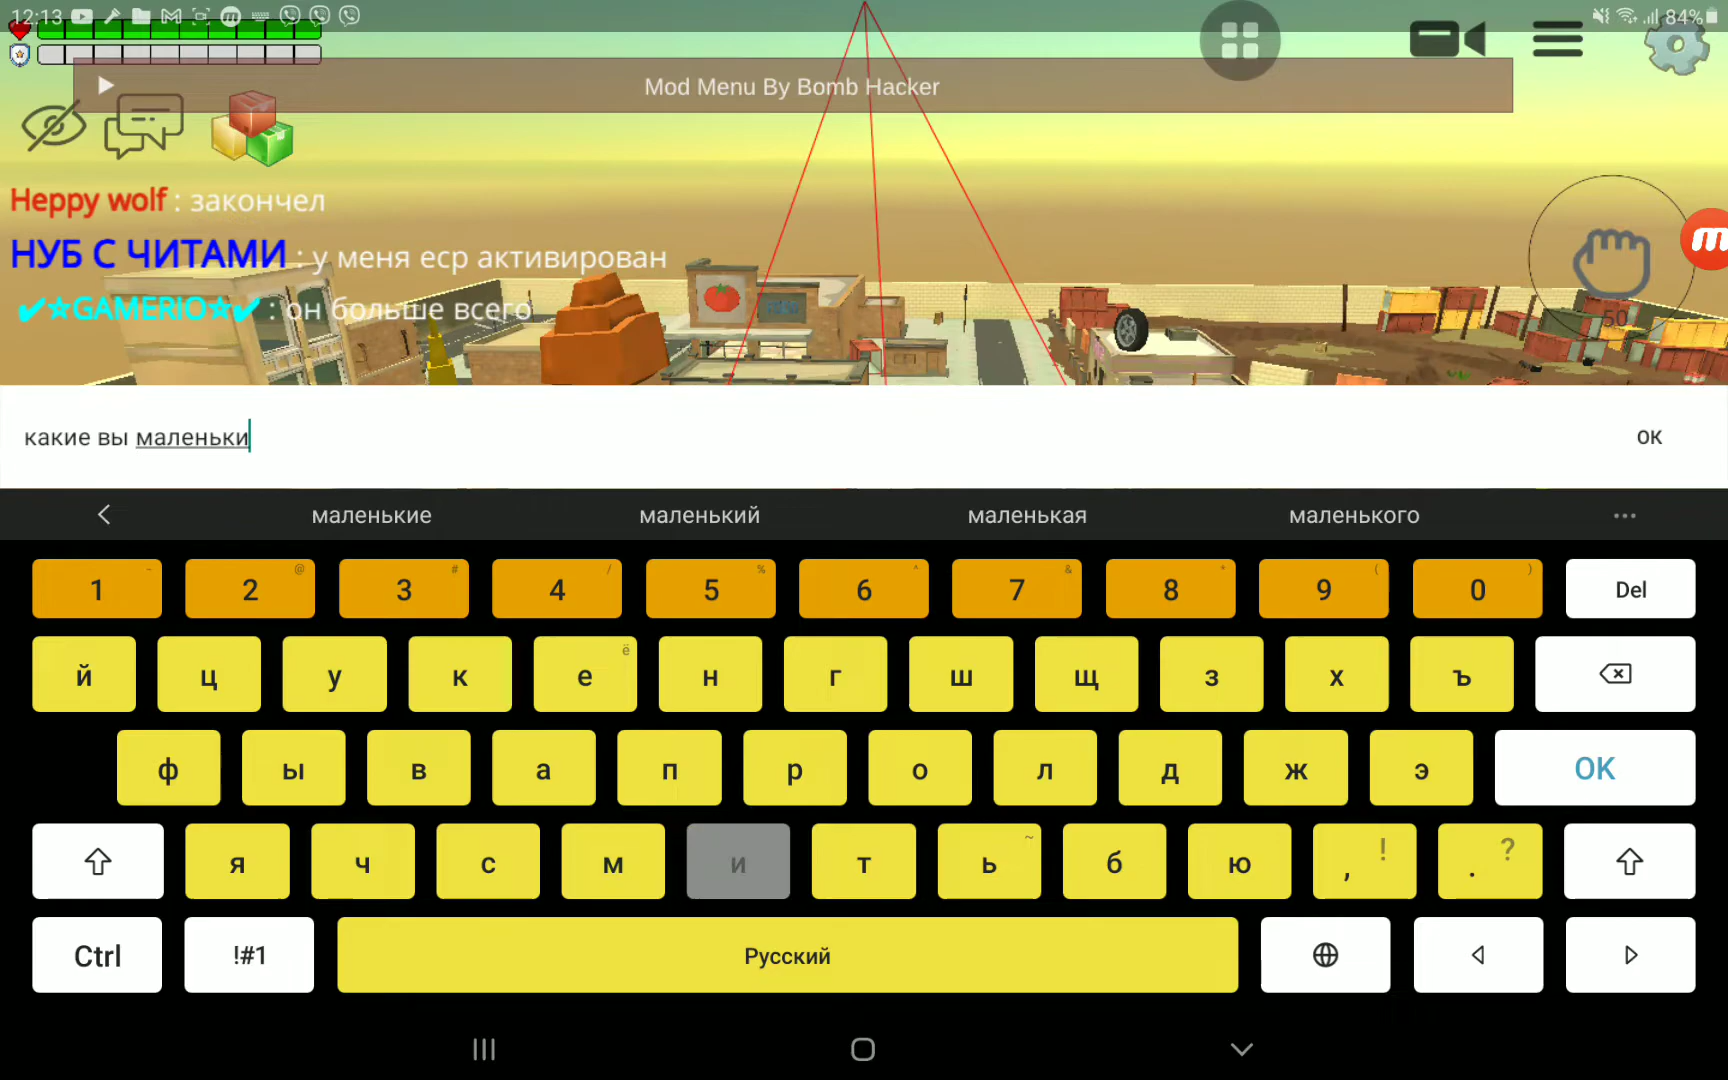 12:13
84%
Mod Menu By Bomb Hacker
Heppy wolf : закончел
НУБ С ЧИТАМИ : у меня еср активирован
✔☆GAMERIO☆✔ : он больше всего
50
какие вы маленьки
ОК
маленькие маленький маленькая маленького ...
1 ~ 2 @ 3 # 4 / 5 % 6 ^ 7 & 8 * 9 ( 0 ) Del
й ц у к е ё н г ш щ з х ъ
ф ы в а п р о л д ж э OK
я ч с м и т ь ~ б ю , ! . ?
Ctrl !#1 Русский